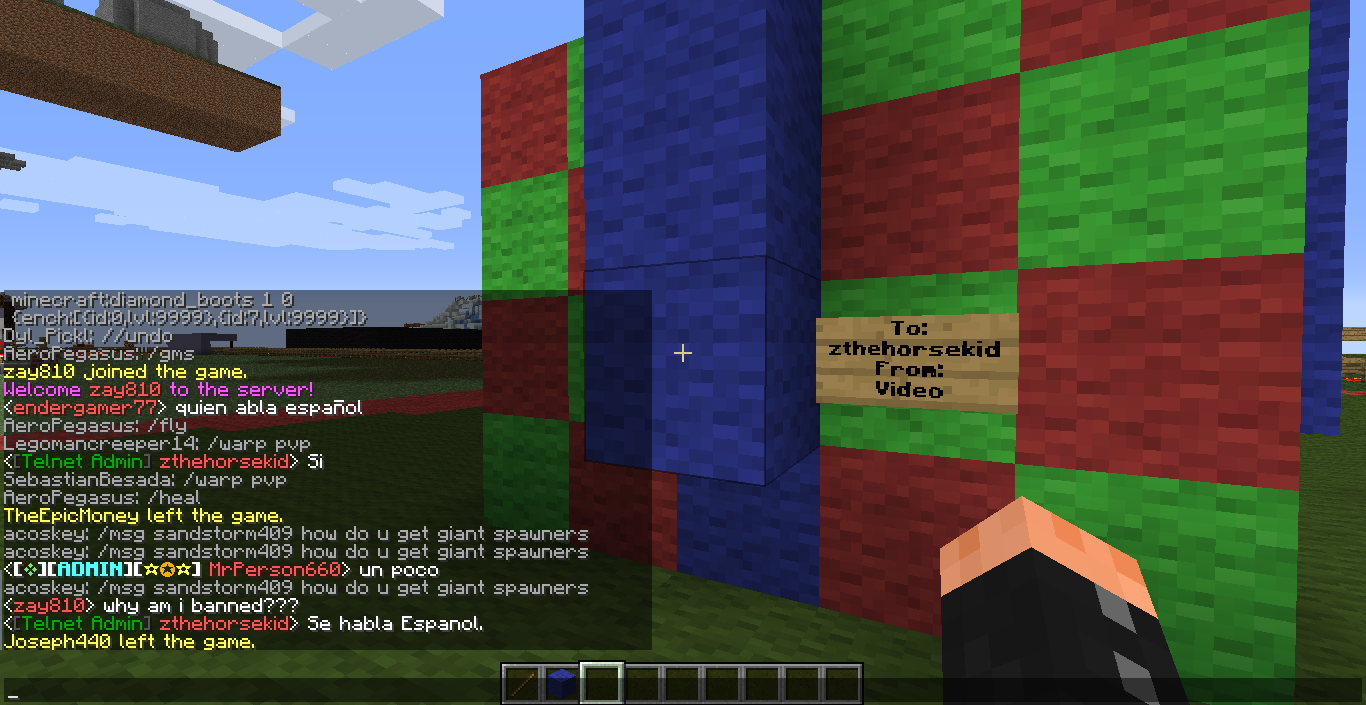 minecraft:diamond_boots 1 0
{ench:[{id:0,lvl:9999},{id:7,lvl:9999}]}
Dyl_Pickl: //undo
AeroPegasus: /gms
zay810 joined the game.
Welcome zay810 to the server!
<endergamer77> quien abla español
AeroPegasus: /fly
Legomancreeper14: /warp pvp
<[Telnet Admin] zthehorsekid> Si
SebastianBesada: /warp pvp
AeroPegasus: /heal
TheEpicMoney left the game.
acoskey: /msg sandstorm409 how do u get giant spawners
acoskey: /msg sandstorm409 how do u get giant spawners
<[❖][ADMIN][☆✪☆] MrPerson660> un poco
acoskey: /msg sandstorm409 how do u get giant spawners
<zay810> why am i banned???
<[Telnet Admin] zthehorsekid> Se habla Espanol.
Joseph440 left the game.
_
To:
zthehorsekid
From:
Video